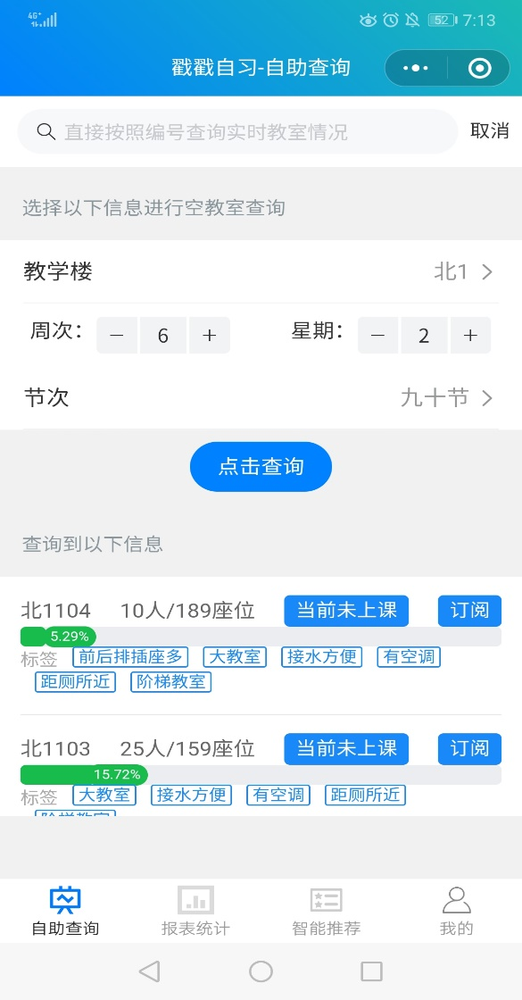 4G+ 52 7:13
戳戳自习-自助查询
直接按照编号查询实时教室情况 取消
选择以下信息进行空教室查询
教学楼 北1
周次: — 6 + 星期: — 2 +
节次 九十节
点击查询
查询到以下信息
北1104 10人/189座位 当前未上课 订阅
5.29%
标签 前后排插座多 大教室 接水方便 有空调
距厕所近 阶梯教室
北1103 25人/159座位 当前未上课 订阅
15.72%
标签 大教室 接水方便 有空调 距厕所近
自助查询 报表统计 智能推荐 我的